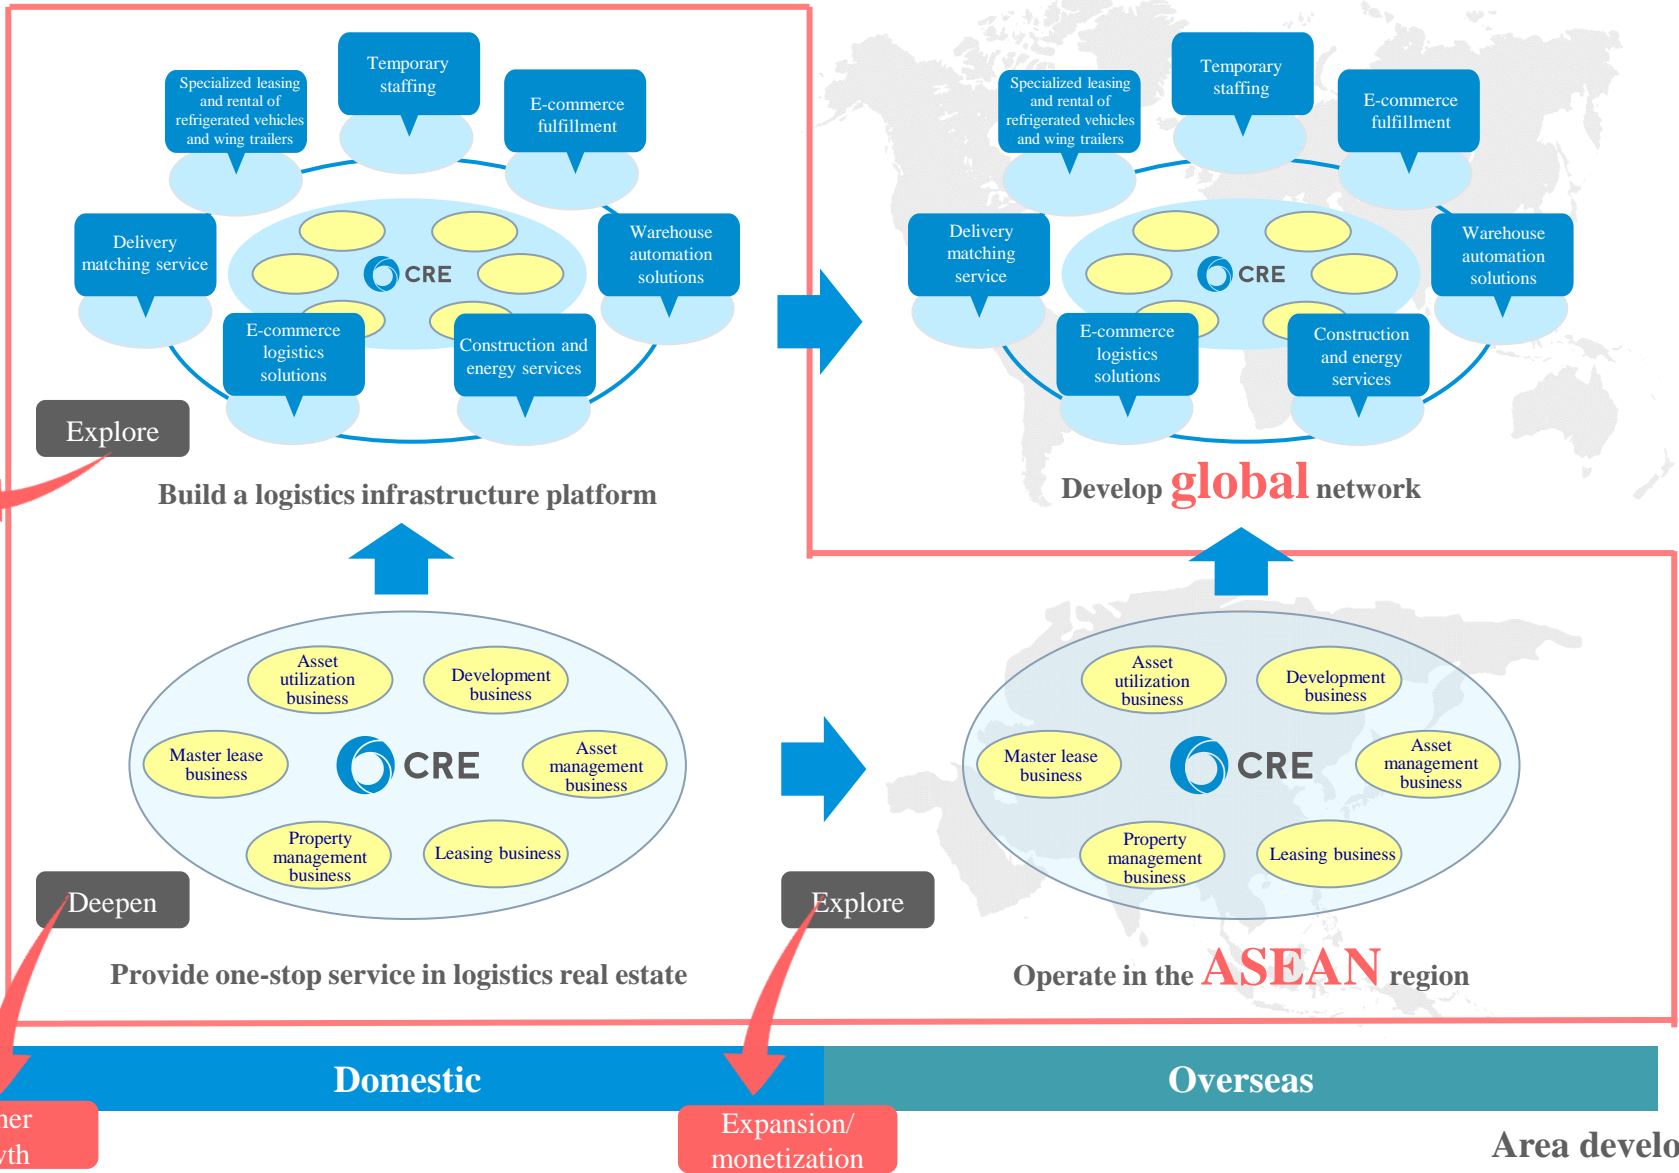 Temporary
staffing
Specialized leasing
and rental of
refrigerated vehicles
and wing trailers
E-commerce
fulfillment
Delivery
matching service
Warehouse
automation
solutions
CRE
E-commerce
logistics
solutions
Construction and
energy services
Explore
Build a logistics infrastructure platform
Temporary
staffing
Specialized leasing
and rental of
refrigerated vehicles
and wing trailers
E-commerce
fulfillment
Delivery
matching
service
Warehouse
automation
solutions
CRE
E-commerce
logistics
solutions
Construction
and energy
services
Develop global network
Asset
utilization
business
Development
business
Master lease
business
CRE
Asset
management
business
Property
management
business
Leasing business
Deepen
Provide one-stop service in logistics real estate
Asset
utilization
business
Development
business
Master lease
business
CRE
Asset
management
business
Property
management
business
Leasing business
Explore
Operate in the ASEAN region
Domestic
Overseas
Expansion/
monetization
Area